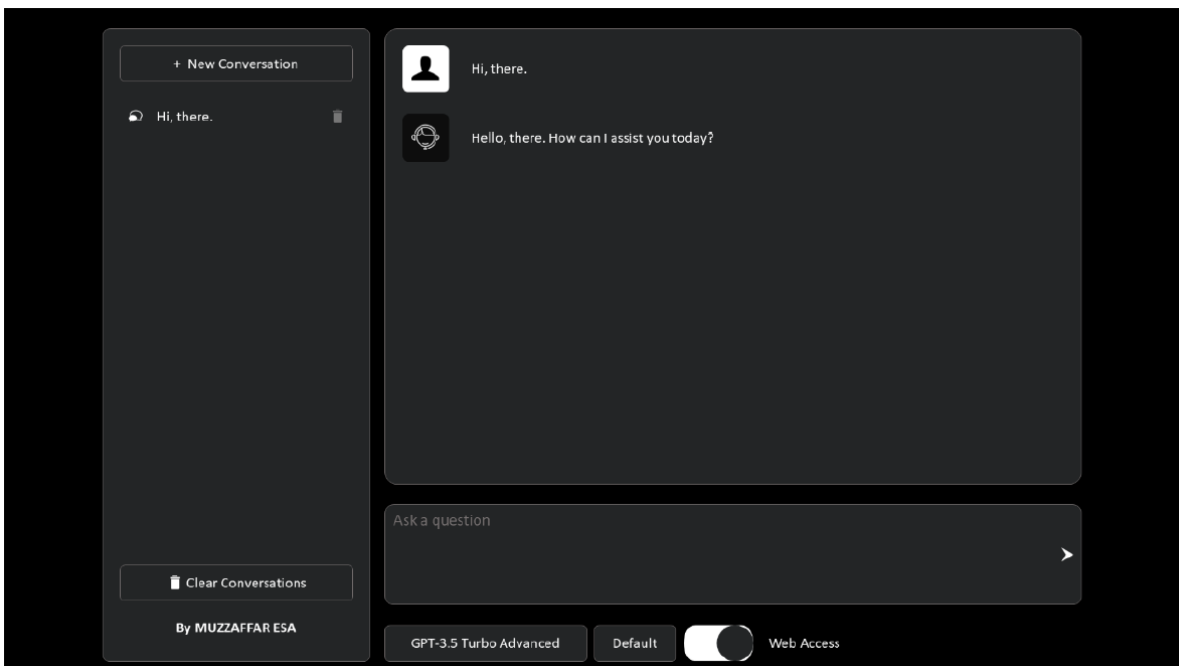 + New Conversation
Hi, there.
Clear Conversations
By MUZZAFFAR ESA
Hi, there.
Hello, there. How can I assist you today?
Ask a question
GPT-3.5 Turbo Advanced
Default
Web Access